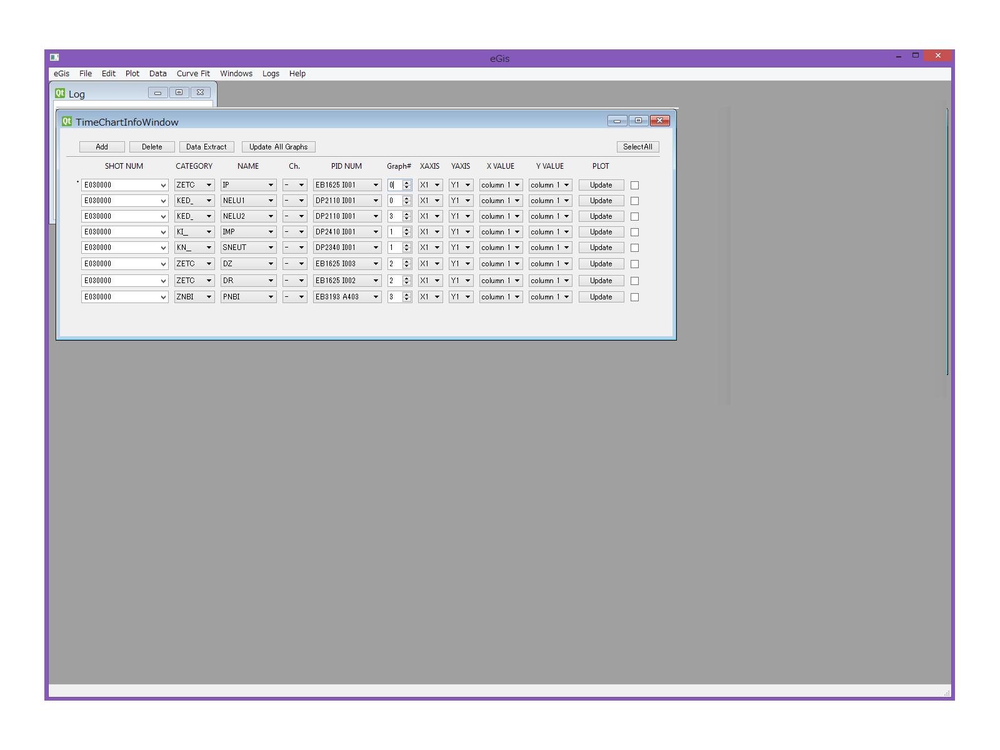 eGis
eGis File Edit Plot Data Curve Fit Windows Logs Help
Qt Log
Qt TimeChartInfoWindow
Add Delete Data Extract Update All Graphs SelectAll
SHOT NUM CATEGORY NAME Ch. PID NUM Graph# XAXIS YAXIS X VALUE Y VALUE PLOT
* E030000 ZETC IP - EB1625 I001 0 X1 Y1 column 1 column 1 Update
E030000 KED_ NELU1 - DP2110 I001 0 X1 Y1 column 1 column 1 Update
E030000 KED_ NELU2 - DP2110 I001 3 X1 Y1 column 1 column 1 Update
E030000 KI_ IMP - DP2410 I001 1 X1 Y1 column 1 column 1 Update
E030000 KN_ SNEUT - DP2340 I001 1 X1 Y1 column 1 column 1 Update
E030000 ZETC DZ - EB1625 I003 2 X1 Y1 column 1 column 1 Update
E030000 ZETC DR - EB1625 I002 2 X1 Y1 column 1 column 1 Update
E030000 ZNBI PNBI - EB3193 A403 3 X1 Y1 column 1 column 1 Update